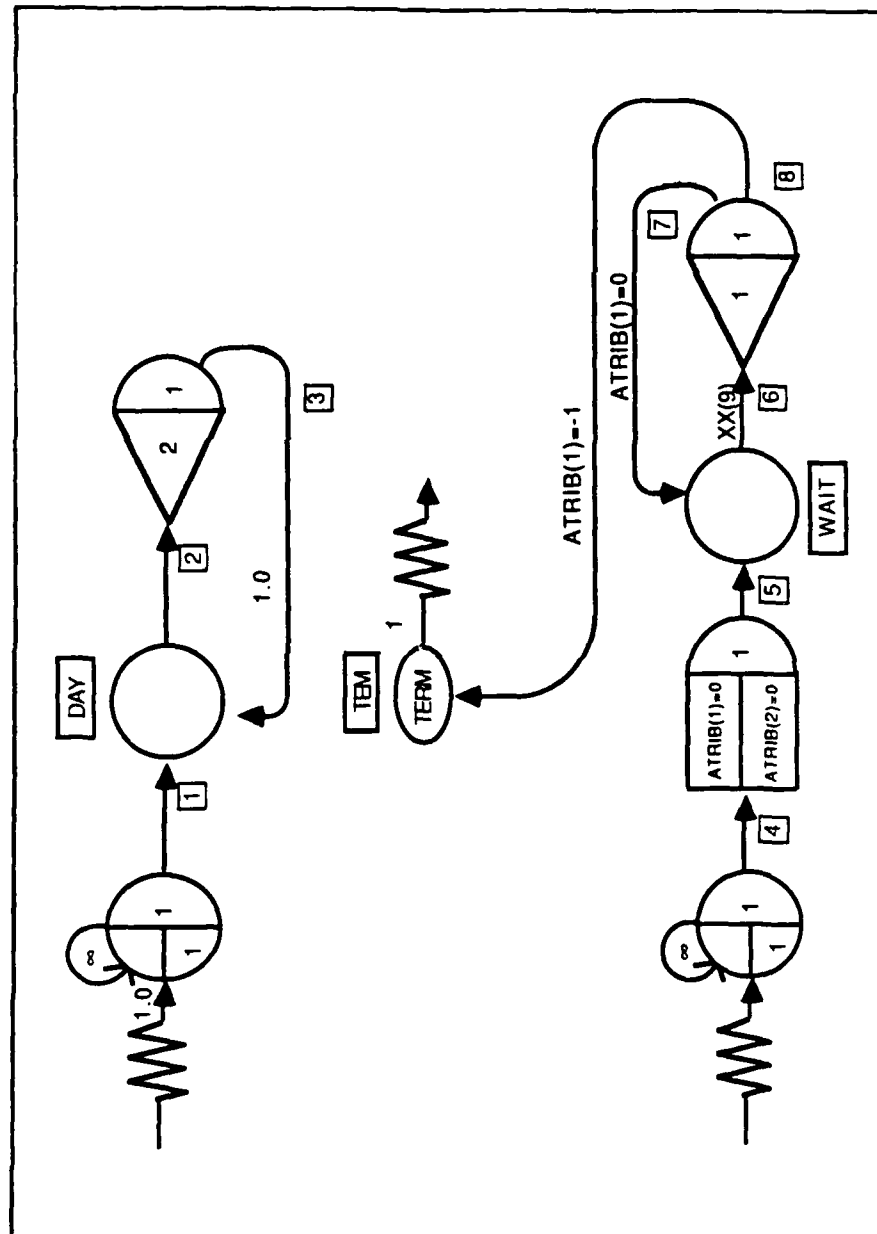 DAY
∞
1.0
1
1
1
2
2
1
1.0
3
TEM
TERM
1
ATRIB(1)=-1
ATRIB(1)=0
∞
1
1
4
ATRIB(1)=0
ATRIB(2)=0
1
5
WAIT
XX(9)
6
1
1
7
8